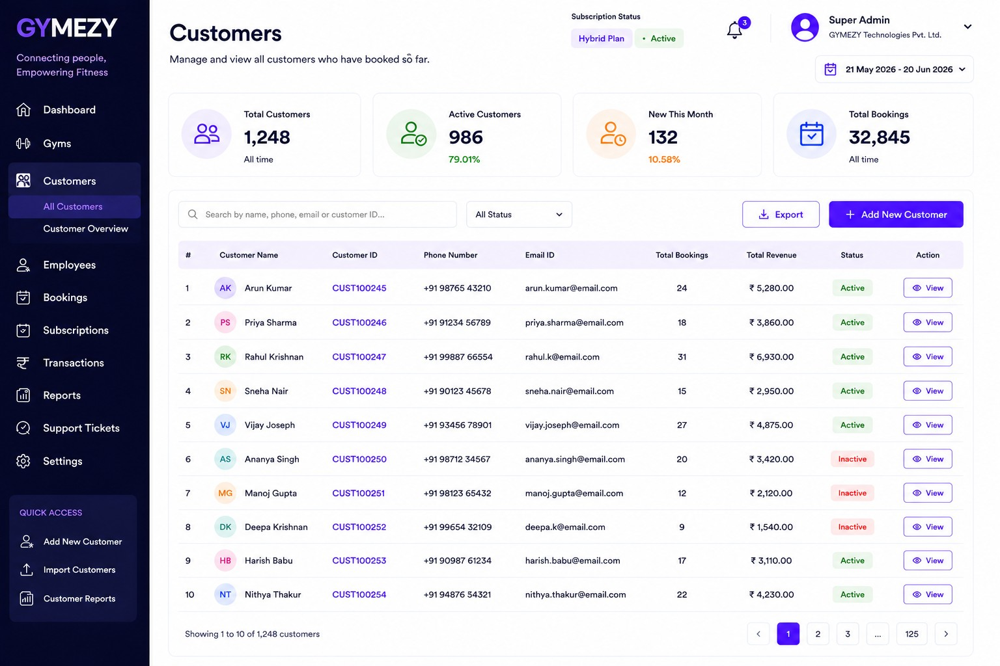 GYMEZY
Connecting people,
Empowering Fitness
Dashboard
Gyms
Customers
All Customers
Customer Overview
Employees
Bookings
Subscriptions
Transactions
Reports
Support Tickets
Settings
QUICK ACCESS
Add New Customer
Import Customers
Customer Reports
Customers
Manage and view all customers who have booked so far.
Subscription Status
Hybrid Plan • Active
3
Super Admin
GYMEZY Technologies Pvt. Ltd.
21 May 2026 - 20 Jun 2026
Total Customers
1,248
All time
Active Customers
986
79.01%
New This Month
132
10.58%
Total Bookings
32,845
All time
Search by name, phone, email or customer ID...
All Status
Export
+ Add New Customer
# Customer Name Customer ID Phone Number Email ID Total Bookings Total Revenue Status Action
1 AK Arun Kumar CUST100245 +91 98765 43210 arun.kumar@email.com 24 ₹ 5,280.00 Active View
2 PS Priya Sharma CUST100246 +91 91234 56789 priya.sharma@email.com 18 ₹ 3,860.00 Active View
3 RK Rahul Krishnan CUST100247 +91 99887 66554 rahul.k@email.com 31 ₹ 6,930.00 Active View
4 SN Sneha Nair CUST100248 +91 90123 45678 sneha.nair@email.com 15 ₹ 2,950.00 Active View
5 VJ Vijay Joseph CUST100249 +91 93456 78901 vijay.joseph@email.com 27 ₹ 4,875.00 Active View
6 AS Ananya Singh CUST100250 +91 98712 34567 ananya.singh@email.com 20 ₹ 3,420.00 Inactive View
7 MG Manoj Gupta CUST100251 +91 98123 65432 manoj.gupta@email.com 12 ₹ 2,120.00 Inactive View
8 DK Deepa Krishnan CUST100252 +91 99654 32109 deepa.k@email.com 9 ₹ 1,540.00 Inactive View
9 HB Harish Babu CUST100253 +91 90987 61234 harish.babu@email.com 17 ₹ 3,110.00 Active View
10 NT Nithya Thakur CUST100254 +91 94876 54321 nithya.thakur@email.com 22 ₹ 4,230.00 Active View
Showing 1 to 10 of 1,248 customers
‹ 1 2 3 ... 125 ›